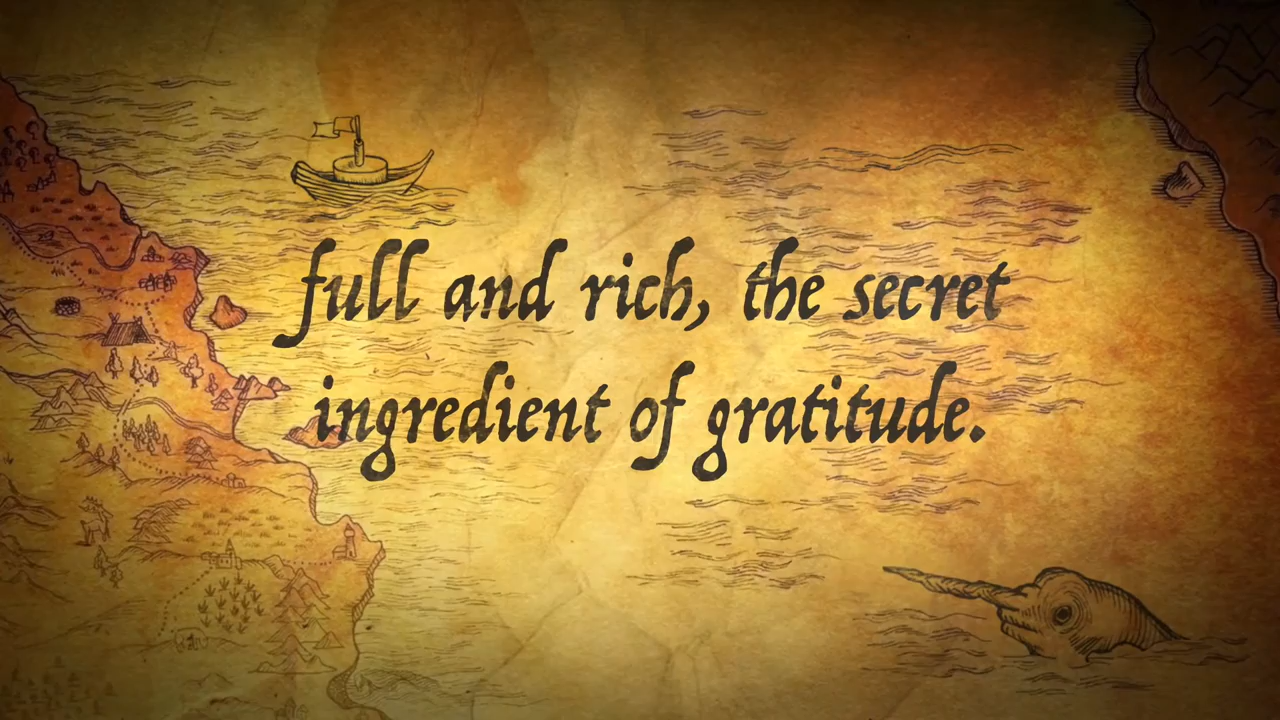 full and rich, the secret
ingredient of gratitude.